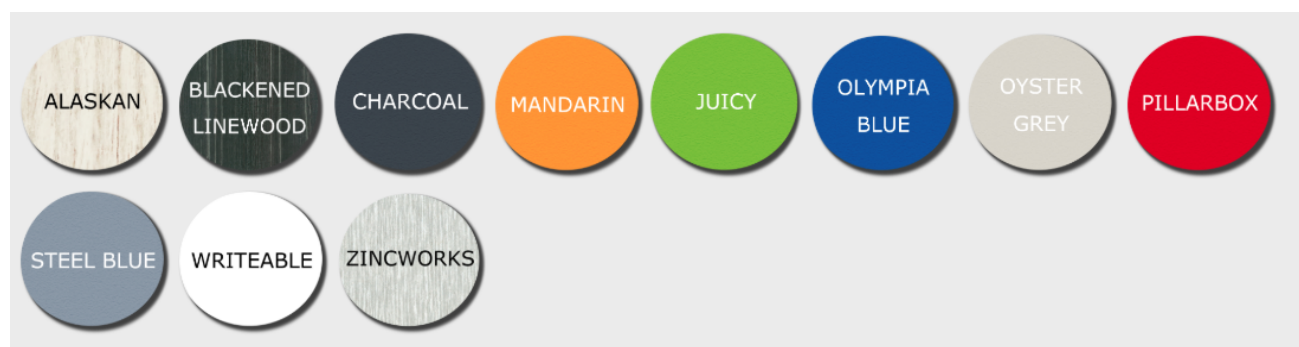 ALASKAN
BLACKENED
LINEWOOD
CHARCOAL
MANDARIN
JUICY
OLYMPIA
BLUE
OYSTER
GREY
PILLARBOX
STEEL BLUE
WRITEABLE
ZINCWORKS